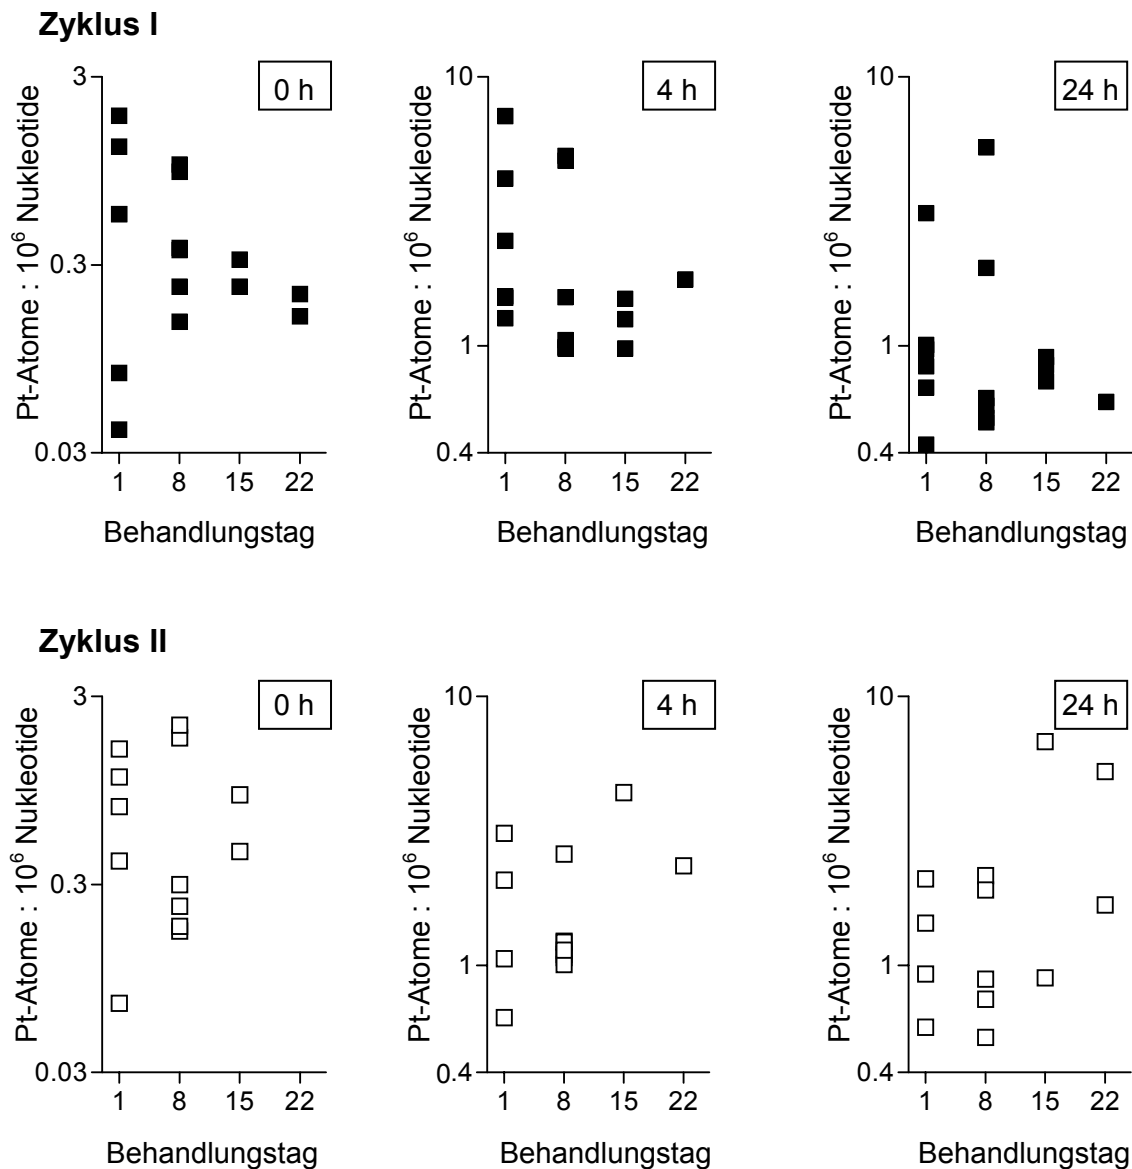 Zyklus I
0 h
4 h
24 h
Pt-Atome : 10⁶ Nukleotide
3
0.3
0.03
1 8 15 22
Behandlungstag
Pt-Atome : 10⁶ Nukleotide
10
1
0.4
1 8 15 22
Behandlungstag
Pt-Atome : 10⁶ Nukleotide
10
1
0.4
1 8 15 22
Behandlungstag
Zyklus II
0 h
4 h
24 h
Pt-Atome : 10⁶ Nukleotide
3
0.3
0.03
1 8 15 22
Behandlungstag
Pt-Atome : 10⁶ Nukleotide
10
1
0.4
1 8 15 22
Behandlungstag
Pt-Atome : 10⁶ Nukleotide
10
1
0.4
1 8 15 22
Behandlungstag